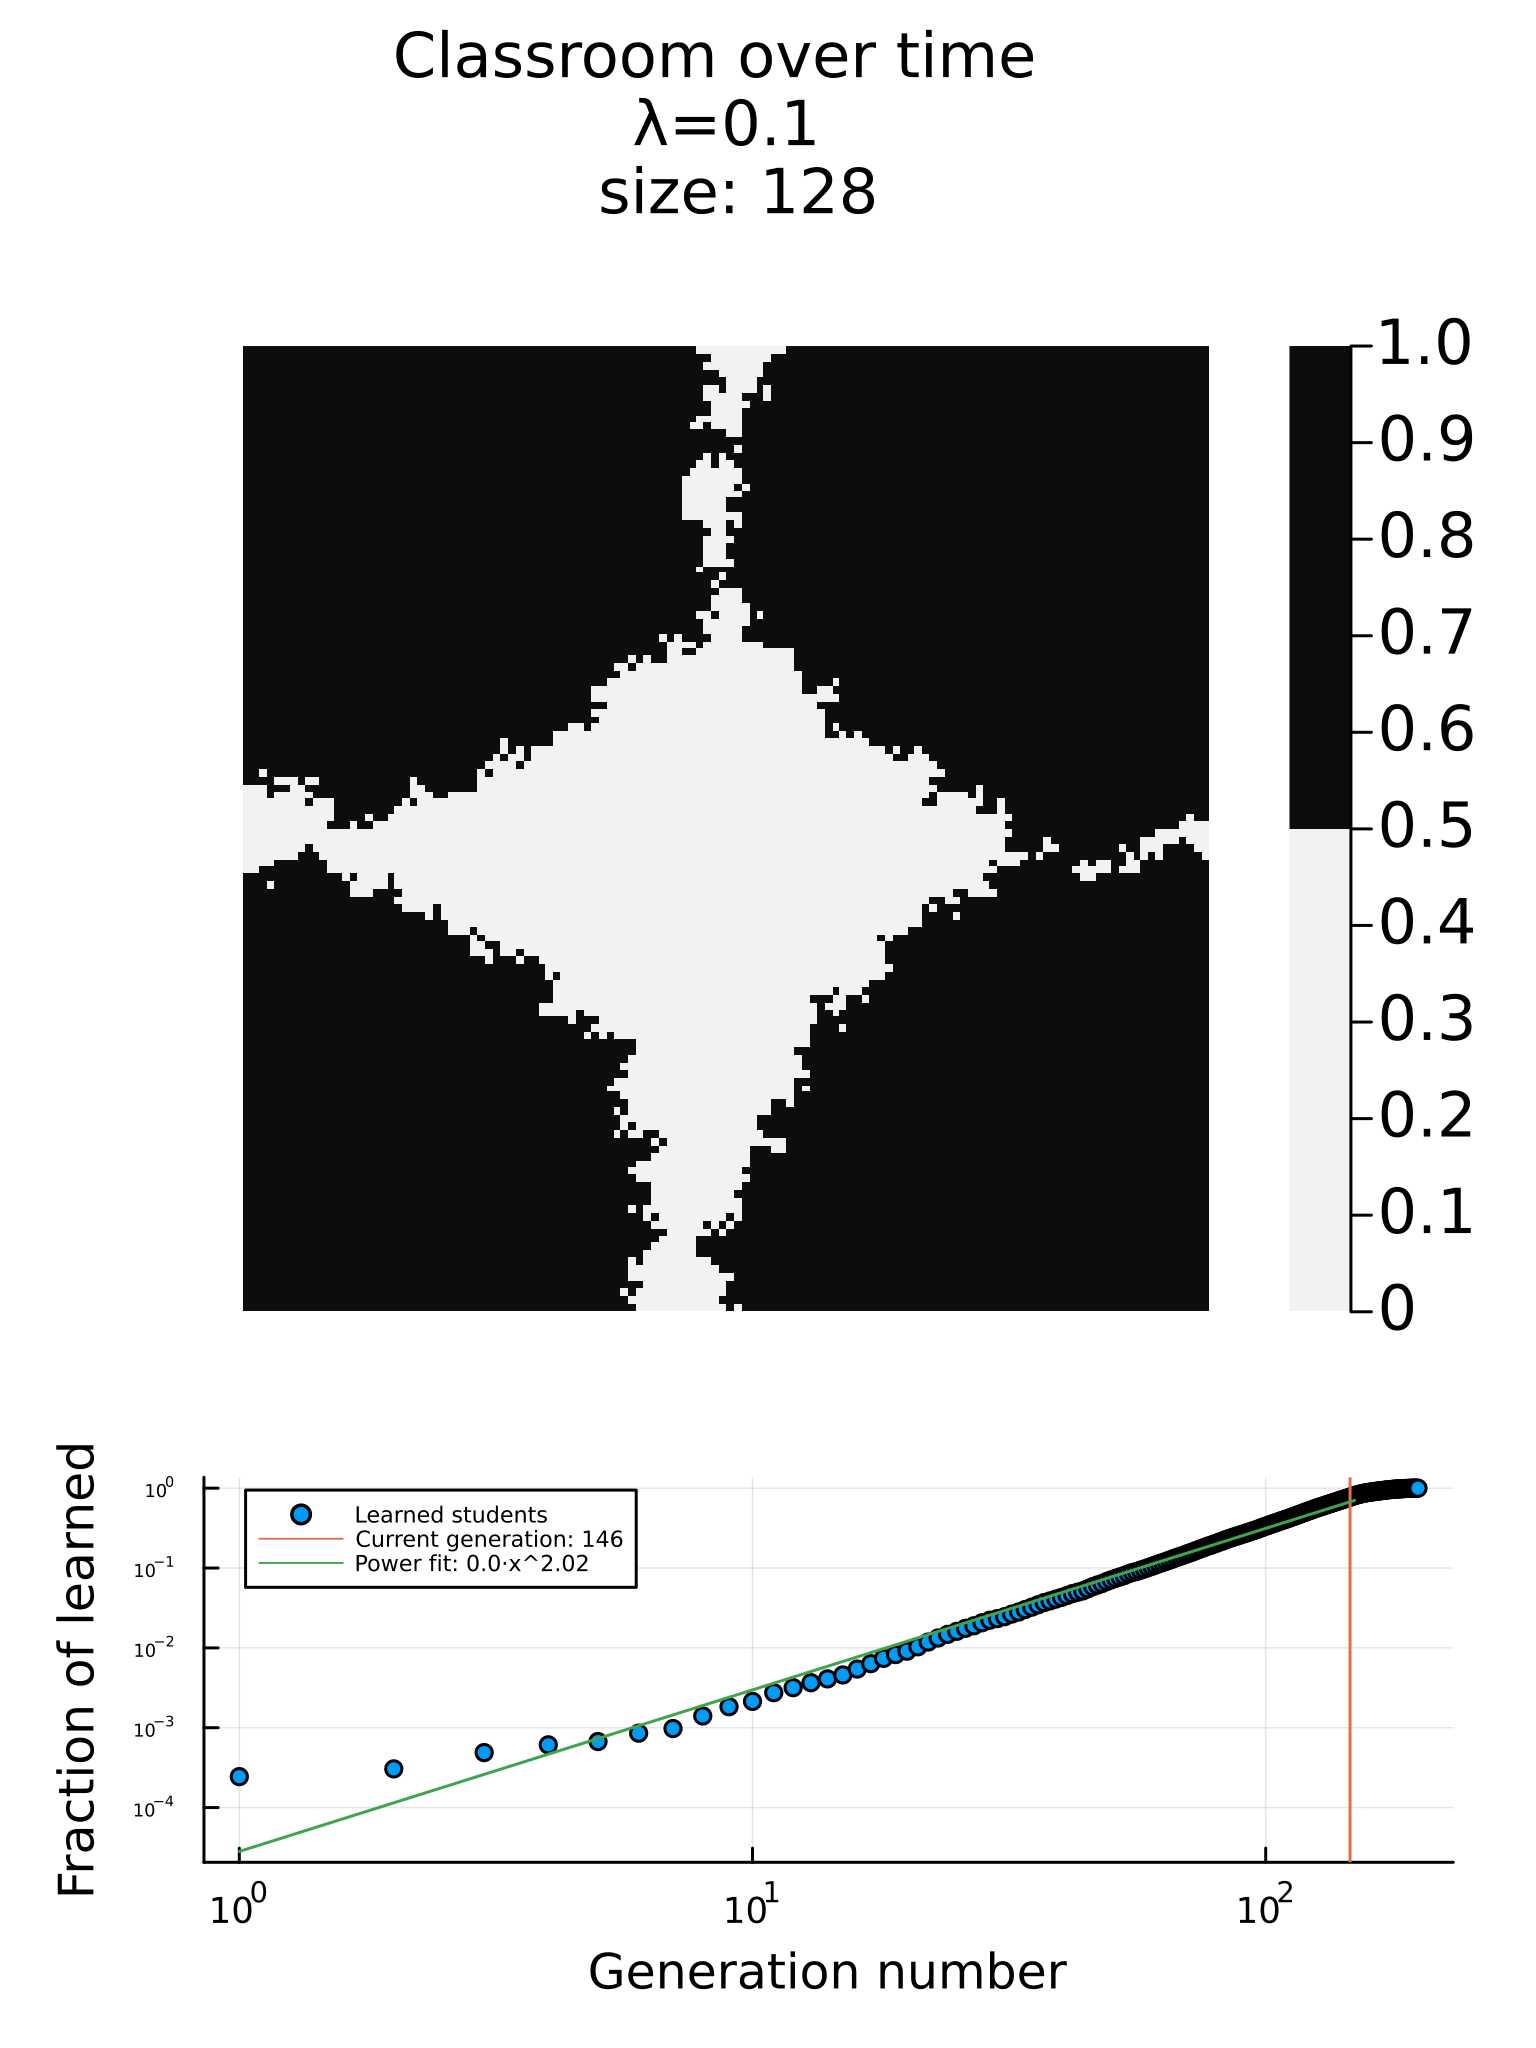 Classroom over time
λ=0.1
size: 128
1.0
0.9
0.8
0.7
0.6
0.5
0.4
0.3
0.2
0.1
0
Fraction of learned
10^0
10^-1
10^-2
10^-3
10^-4
Learned students
Current generation: 146
Power fit: 0.0·x^2.02
10^0 10^1 10^2
Generation number